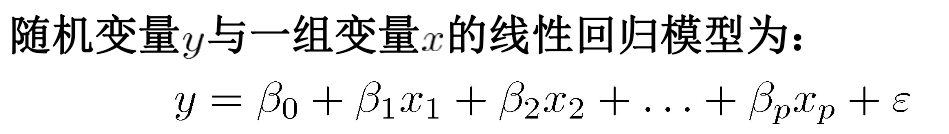 随机变量y与一组变量x的线性回归模型为：
y = β₀ + β₁x₁ + β₂x₂ + . . . + βₚxₚ + ε